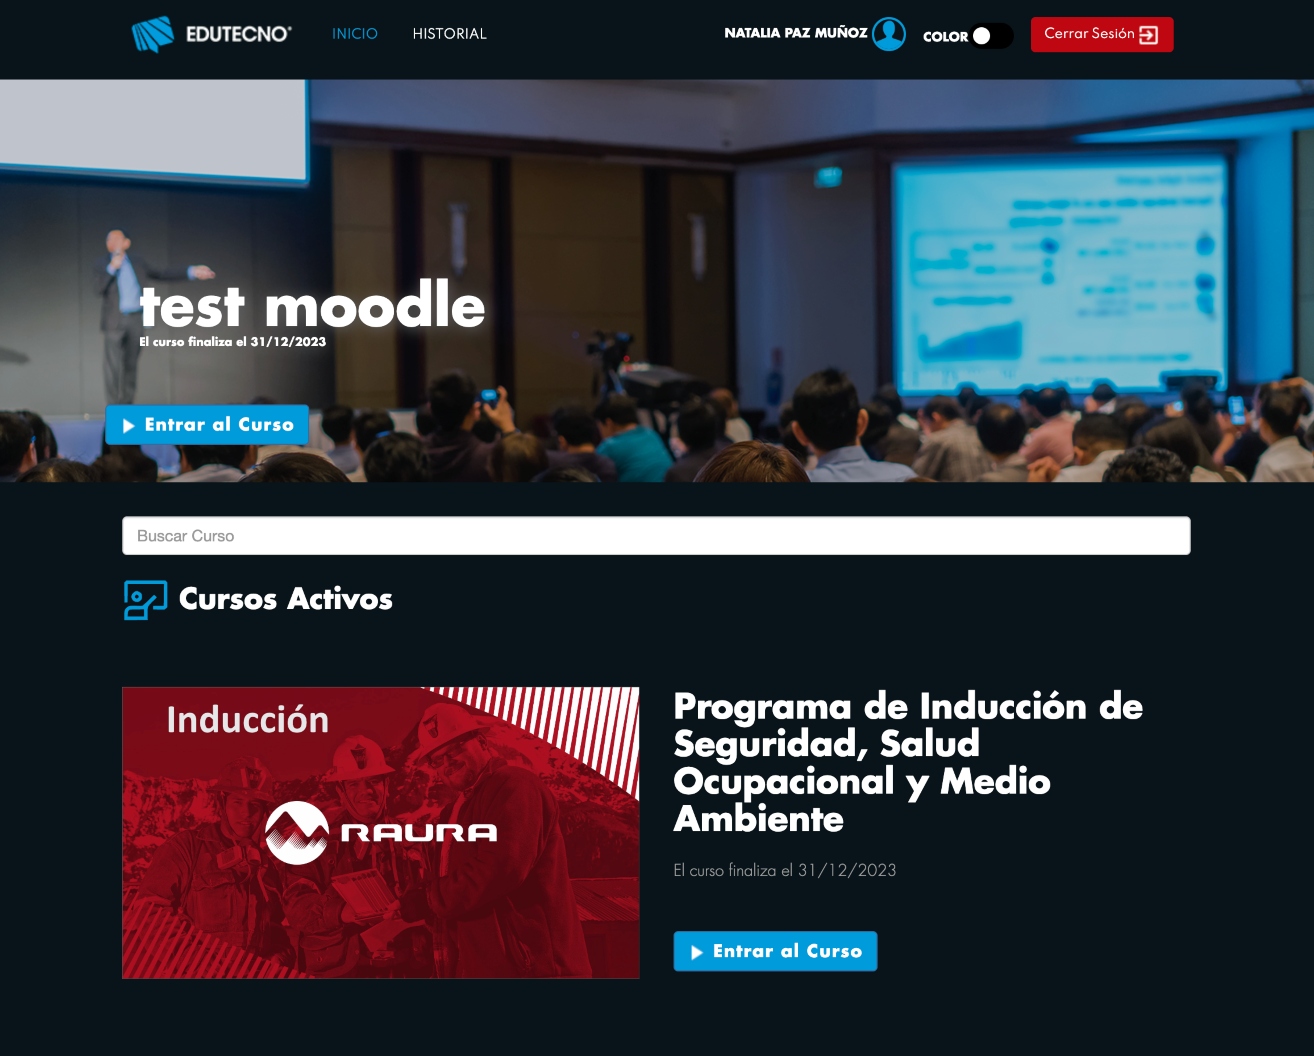 EDUTECNO®
INICIO
HISTORIAL
NATALIA PAZ MUÑOZ
COLOR
Cerrar Sesión
test moodle
El curso finaliza el 31/12/2023
Entrar al Curso
Buscar Curso
Cursos Activos
Inducción
RAURA
Programa de Inducción de
Seguridad, Salud
Ocupacional y Medio
Ambiente
El curso finaliza el 31/12/2023
Entrar al Curso